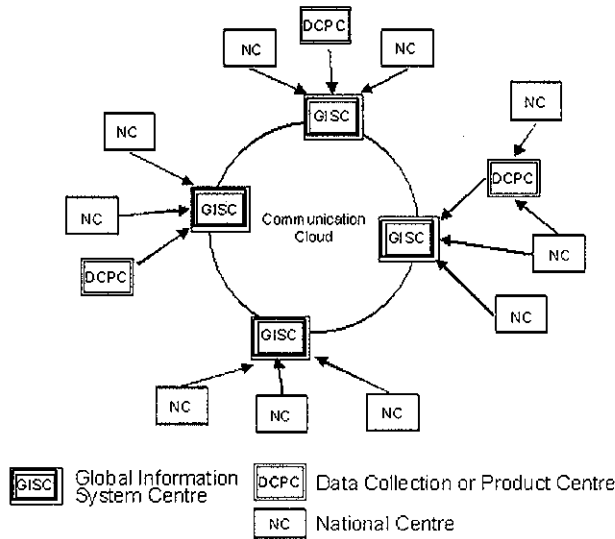 DCPC
NC
NC
GISC
NC
NC
GISC
NC
DCPC
Communication
Cloud
GISC
NC
DCPC
NC
GISC
NC
NC
NC
NC
GISC
Global Information
System Centre
DCPC
Data Collection or Product Centre
NC
National Centre